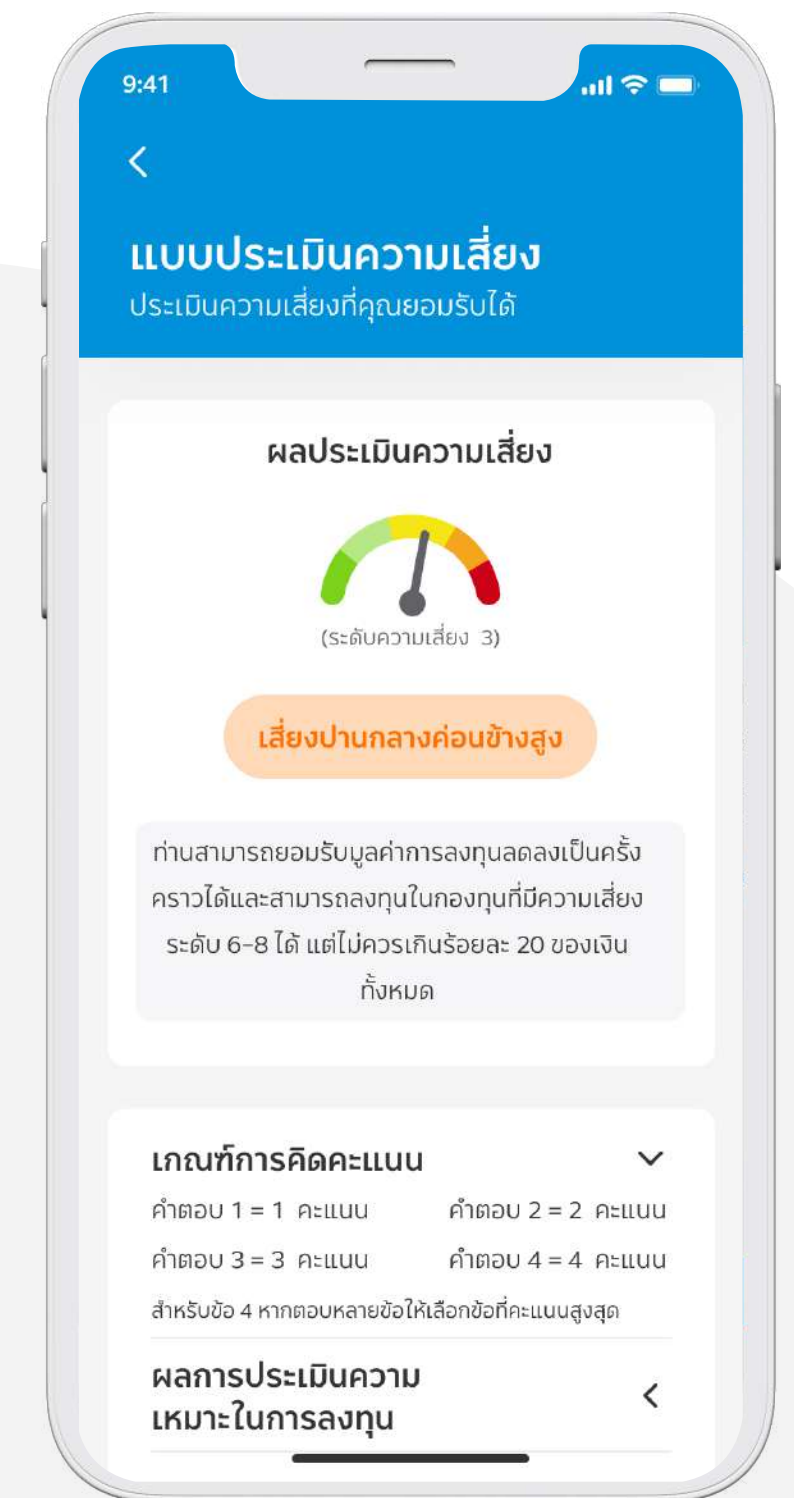 9:41
แบบประเมินความเสี่ยง
ประเมินความเสี่ยงที่คุณยอมรับได้
ผลประเมินความเสี่ยง
(ระดับความเสี่ยง 3)
เสี่ยงปานกลางค่อนข้างสูง
ท่านสามารถยอมรับมูลค่าการลงทุนลดลงเป็นครั้ง
คราวได้และสามารถลงทุนในกองทุนที่มีความเสี่ยง
ระดับ 6-8 ได้ แต่ไม่ควรเกินร้อยละ 20 ของเงิน
ทั้งหมด
เกณฑ์การคิดคะแนน
คำตอบ 1 = 1 คะแนน คำตอบ 2 = 2 คะแนน
คำตอบ 3 = 3 คะแนน คำตอบ 4 = 4 คะแนน
สำหรับข้อ 4 หากตอบหลายข้อให้เลือกข้อที่คะแนนสูงสุด
ผลการประเมินความ
เหมาะในการลงทุน